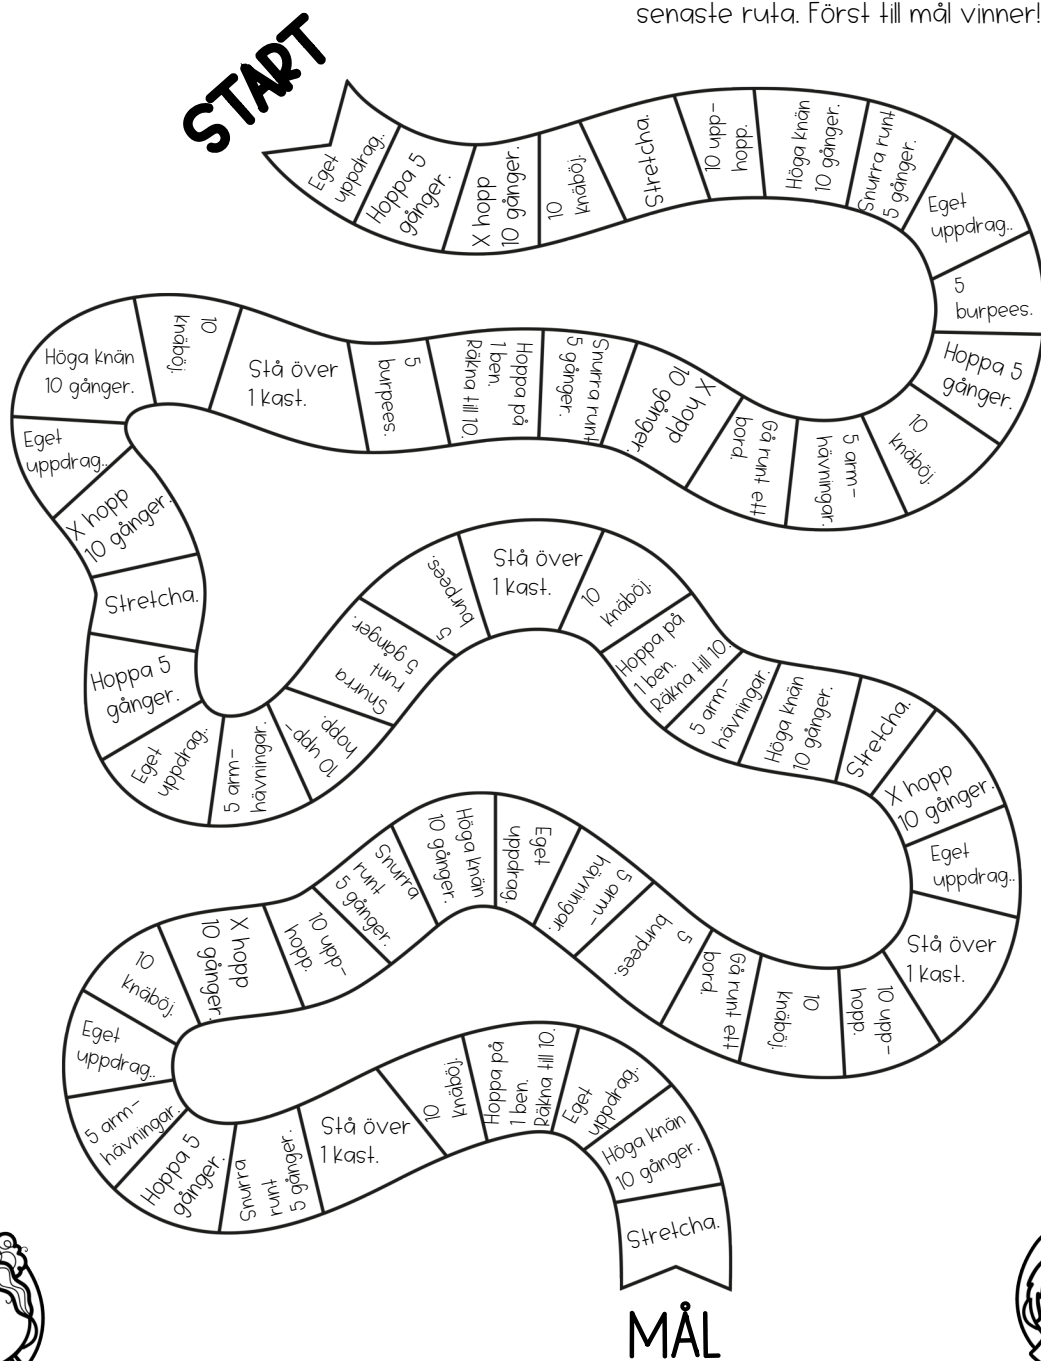 senaste ruta. Först till mål vinner!
START
Eget
uppdrag..
Hoppa 5
gånger.
X hopp
10 gånger.
10
knäböj.
Stretcha.
10 upp-
hopp.
Höga knän
10 gånger.
Snurra runt
5 gånger.
Eget
uppdrag..
5
burpees.
Hoppa 5
gånger.
10
knäböj.
5 arm-
hävningar.
Gå runt ett
bord.
X hopp
10 gånger.
Snurra runt
5 gånger.
Hoppa på
1 ben.
Räkna till 10.
5
burpees.
Stå över
1 kast.
10
knäböj.
Höga knän
10 gånger.
Eget
uppdrag..
X hopp
10 gånger.
Stretcha.
Hoppa 5
gånger.
Eget
uppdrag..
5 arm-
hävningar.
10 upp-
hopp.
Snurra
runt
5 gånger.
5
burpees.
Stå över
1 kast.
10
knäböj.
Hoppa på
1 ben.
Räkna till 10.
5 arm-
hävningar.
Höga knän
10 gånger.
Stretcha.
X hopp
10 gånger.
Eget
uppdrag..
Stå över
1 kast.
10 upp-
hopp.
10
knäböj.
Gå runt ett
bord.
5
burpees.
5 arm-
hävningar.
Eget
uppdrag.
Höga knän
10 gånger.
Snurra
runt
5 gånger.
10 upp-
hopp.
X hopp
10 gånger.
10
knäböj.
Eget
uppdrag..
5 arm-
hävningar.
Hoppa 5
gånger.
Snurra
runt
5 gånger.
Stå över
1 kast.
10
knäböj.
Hoppa på
1 ben.
Räkna till 10.
Eget
uppdrag..
Höga knän
10 gånger.
Stretcha.
MÅL